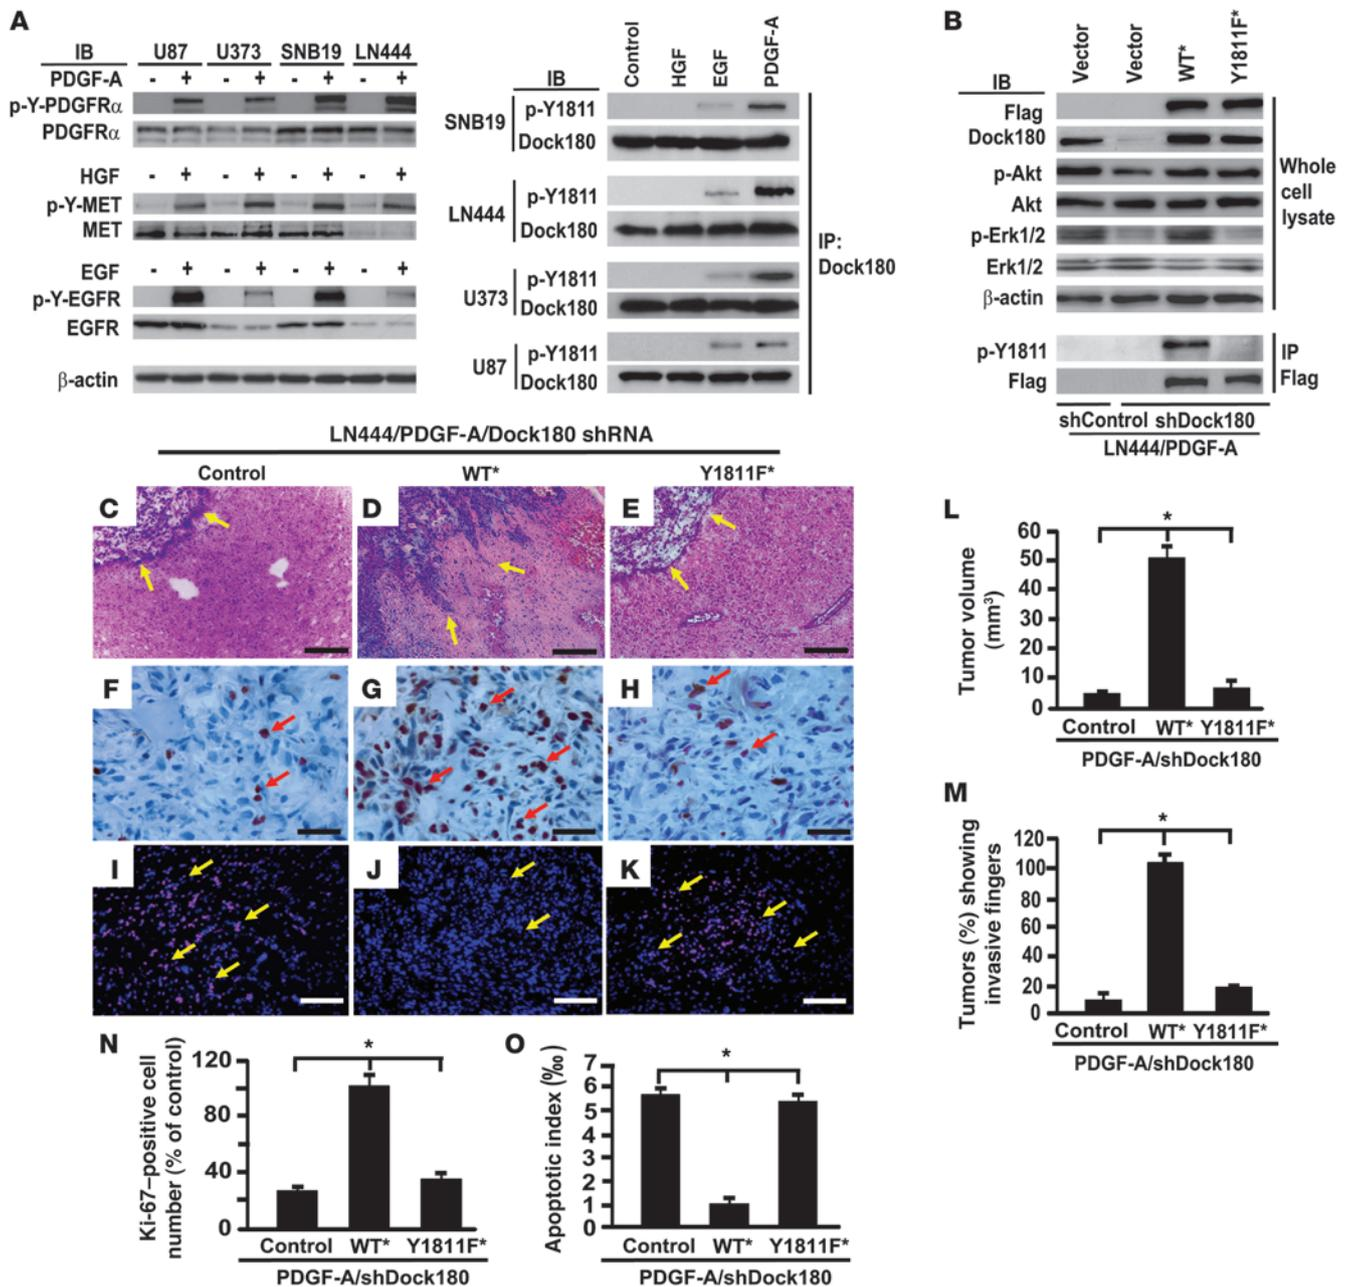 A
IB U87 U373 SNB19 LN444
PDGF-A - + - + - + - +
p-Y-PDGFRα
PDGFRα
HGF - + - + - + - +
p-Y-MET
MET
EGF - + - + - + - +
p-Y-EGFR
EGFR
β-actin
IB Control HGF EGF PDGF-A
SNB19 p-Y1811
Dock180
LN444 p-Y1811
Dock180
U373 p-Y1811
Dock180
U87 p-Y1811
Dock180
IP:
Dock180
B
IB Vector Vector WT* Y1811F*
Flag
Dock180
p-Akt
Akt
p-Erk1/2
Erk1/2
β-actin
Whole
cell
lysate
p-Y1811
Flag
IP
Flag
shControl shDock180
LN444/PDGF-A
LN444/PDGF-A/Dock180 shRNA
Control WT* Y1811F*
C D E
F G H
I J K
L
Tumor volume
(mm³)
60
50
40
30
20
10
0
*
Control WT* Y1811F*
PDGF-A/shDock180
M
Tumors (%) showing
invasive fingers
120
100
80
60
40
20
0
*
Control WT* Y1811F*
PDGF-A/shDock180
N
Ki-67–positive cell
number (% of control)
120
80
40
0
*
Control WT* Y1811F*
PDGF-A/shDock180
O
Apoptotic index (‰)
7
6
5
4
3
2
1
0
*
Control WT* Y1811F*
PDGF-A/shDock180